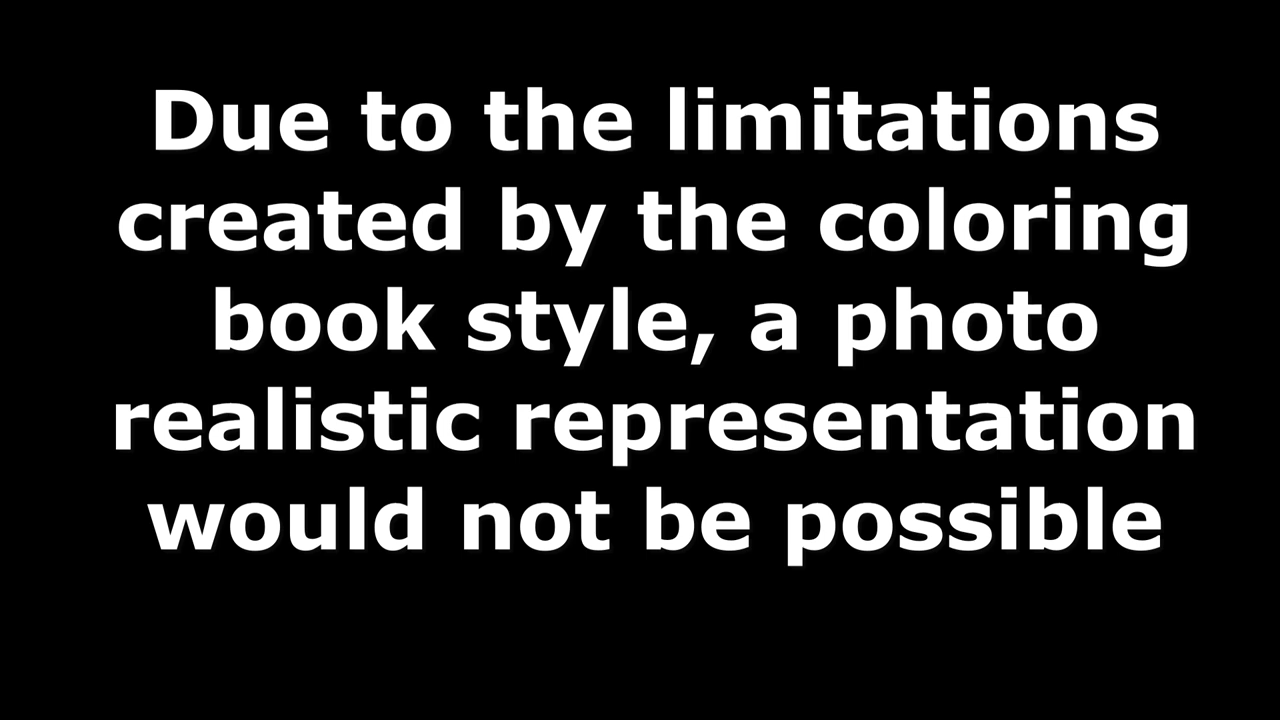 Due to the limitations
created by the coloring
book style, a photo
realistic representation
would not be possible